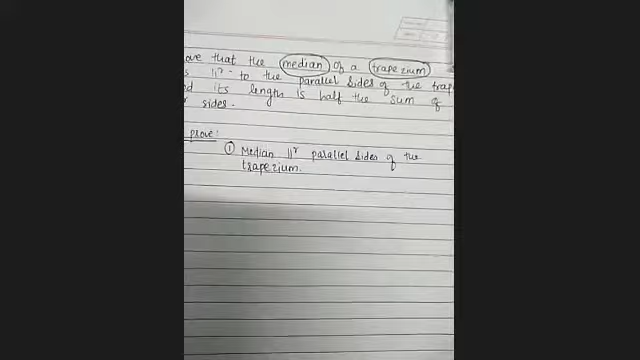 ove that the median of a trapezium
s ||r to the parallel sides of the trap
nd its length is half the sum of
r sides.
prove:
① Median ||r parallel sides of the
trapezium.